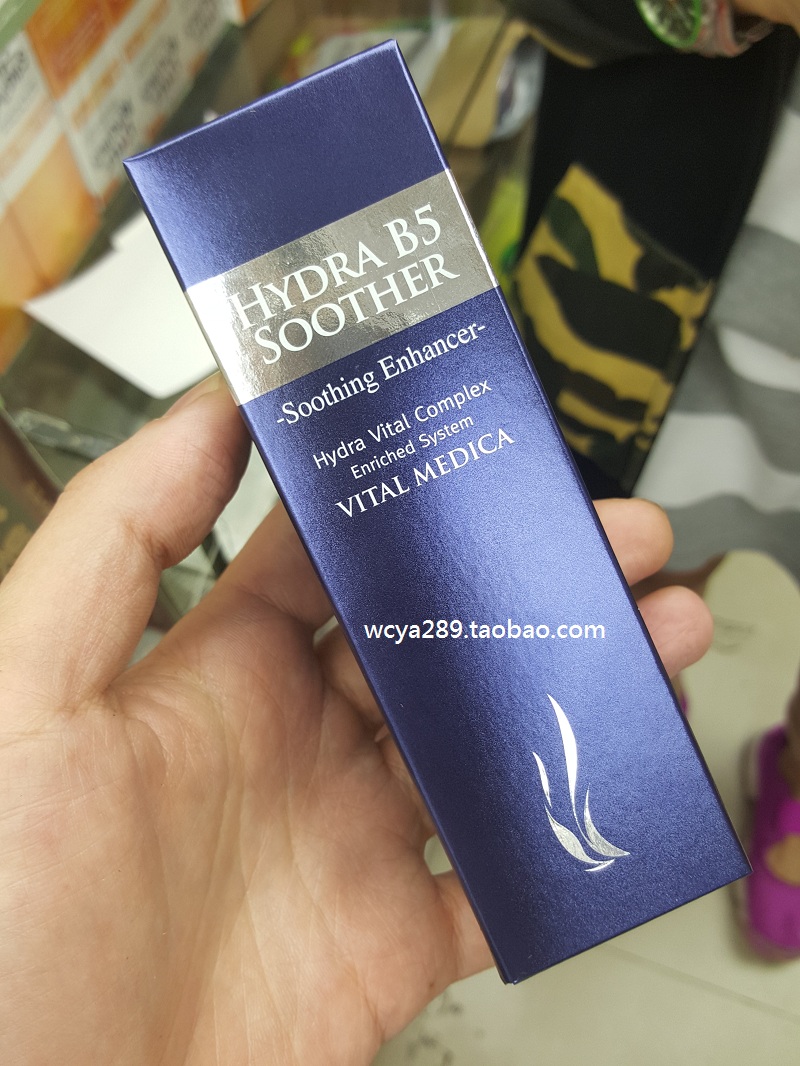 HYDRA B5
SOOTHER
-Soothing Enhancer-
Hydra Vital Complex
Enriched System
VITAL MEDICA
wcya289.taobao.com